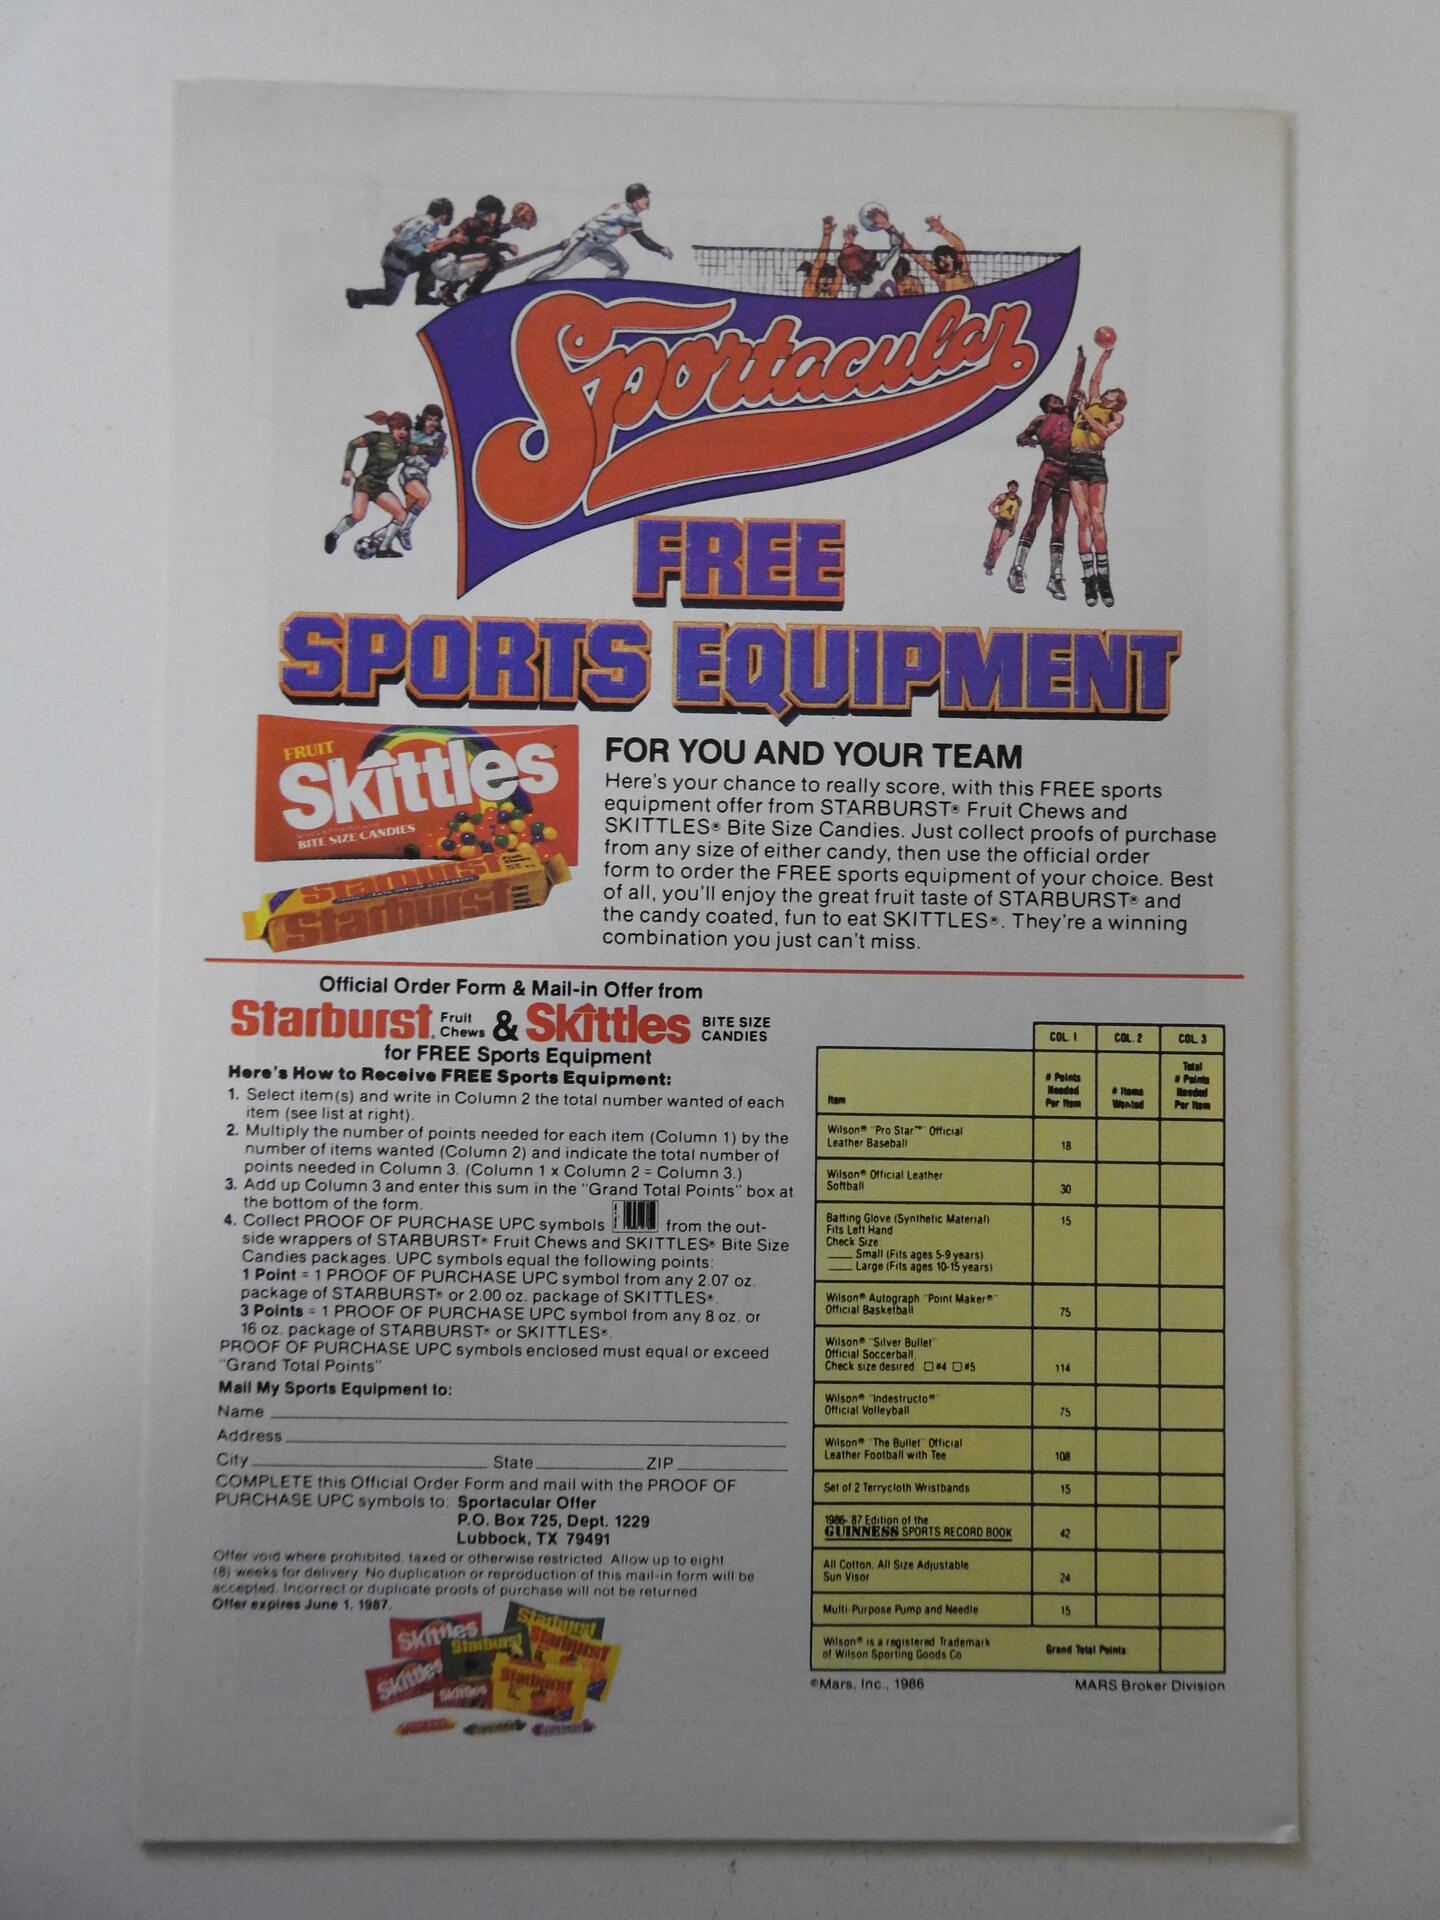 Sportacular
FREE
SPORTS EQUIPMENT
FRUIT
Skittles
BITE SIZE CANDIES
Starburst
Starburst
FOR YOU AND YOUR TEAM
Here's your chance to really score, with this FREE sports
equipment offer from STARBURST® Fruit Chews and
SKITTLES® Bite Size Candies. Just collect proofs of purchase
from any size of either candy, then use the official order
form to order the FREE sports equipment of your choice. Best
of all, you'll enjoy the great fruit taste of STARBURST® and
the candy coated, fun to eat SKITTLES®. They're a winning
combination you just can't miss.
Official Order Form & Mail-in Offer from
Starburst Fruit Chews & Skittles BITE SIZE CANDIES
for FREE Sports Equipment
Here's How to Receive FREE Sports Equipment:
1. Select item(s) and write in Column 2 the total number wanted of each
item (see list at right).
2. Multiply the number of points needed for each item (Column 1) by the
number of items wanted (Column 2) and indicate the total number of
points needed in Column 3. (Column 1 x Column 2 = Column 3.)
3. Add up Column 3 and enter this sum in the "Grand Total Points" box at
the bottom of the form.
4. Collect PROOF OF PURCHASE UPC symbols from the out-
side wrappers of STARBURST® Fruit Chews and SKITTLES® Bite Size
Candies packages. UPC symbols equal the following points:
1 Point = 1 PROOF OF PURCHASE UPC symbol from any 2.07 oz.
package of STARBURST® or 2.00 oz. package of SKITTLES®.
3 Points = 1 PROOF OF PURCHASE UPC symbol from any 8 oz. or
16 oz. package of STARBURST® or SKITTLES®.
PROOF OF PURCHASE UPC symbols enclosed must equal or exceed
"Grand Total Points"
Mail My Sports Equipment to:
Name
Address
City State ZIP
COMPLETE this Official Order Form and mail with the PROOF OF
PURCHASE UPC symbols to: Sportacular Offer
P.O. Box 725, Dept. 1229
Lubbock, TX 79491
Offer void where prohibited, taxed or otherwise restricted. Allow up to eight
(8) weeks for delivery. No duplication or reproduction of this mail-in form will be
accepted. Incorrect or duplicate proofs of purchase will not be returned
Offer expires June 1, 1987.
Skittles
Starburst
Starburst
Starburst
Skittles
Skittles
Starburst
COL. 1 COL. 2 COL. 3
Item
# Points Needed Per Item
# Items Wanted
Total # Points Needed Per Item
Wilson® "Pro Star™" Official
Leather Baseball 18
Wilson® Official Leather
Softball 30
Batting Glove (Synthetic Material) 15
Fits Left Hand
Check Size:
____ Small (Fits ages 5-9 years)
____ Large (Fits ages 10-15 years)
Wilson® Autograph "Point Maker®"
Official Basketball 75
Wilson® "Silver Bullet"
Official Soccerball,
Check size desired: ☐ #4 ☐ #5 114
Wilson® "Indestructo®"
Official Volleyball 75
Wilson® "The Bullet" Official
Leather Football with Tee 108
Set of 2 Terrycloth Wristbands 15
1986-'87 Edition of the
GUINNESS SPORTS RECORD BOOK 42
All Cotton, All Size Adjustable
Sun Visor 24
Multi-Purpose Pump and Needle 15
Wilson® is a registered Trademark
of Wilson Sporting Goods Co
Grand Total Points
©Mars, Inc., 1986 MARS Broker Division